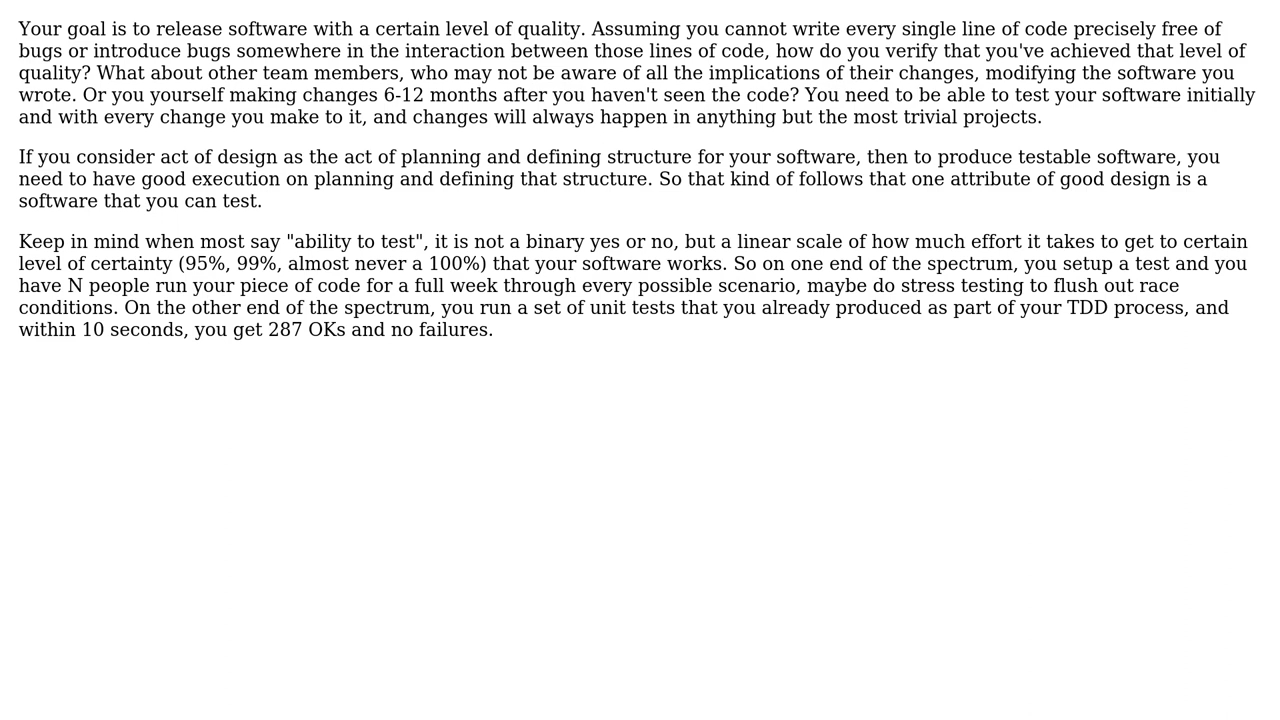 Your goal is to release software with a certain level of quality. Assuming you cannot write every single line of code precisely free of
bugs or introduce bugs somewhere in the interaction between those lines of code, how do you verify that you've achieved that level of
quality? What about other team members, who may not be aware of all the implications of their changes, modifying the software you
wrote. Or you yourself making changes 6-12 months after you haven't seen the code? You need to be able to test your software initially
and with every change you make to it, and changes will always happen in anything but the most trivial projects.
If you consider act of design as the act of planning and defining structure for your software, then to produce testable software, you
need to have good execution on planning and defining that structure. So that kind of follows that one attribute of good design is a
software that you can test.
Keep in mind when most say "ability to test", it is not a binary yes or no, but a linear scale of how much effort it takes to get to certain
level of certainty (95%, 99%, almost never a 100%) that your software works. So on one end of the spectrum, you setup a test and you
have N people run your piece of code for a full week through every possible scenario, maybe do stress testing to flush out race
conditions. On the other end of the spectrum, you run a set of unit tests that you already produced as part of your TDD process, and
within 10 seconds, you get 287 OKs and no failures.